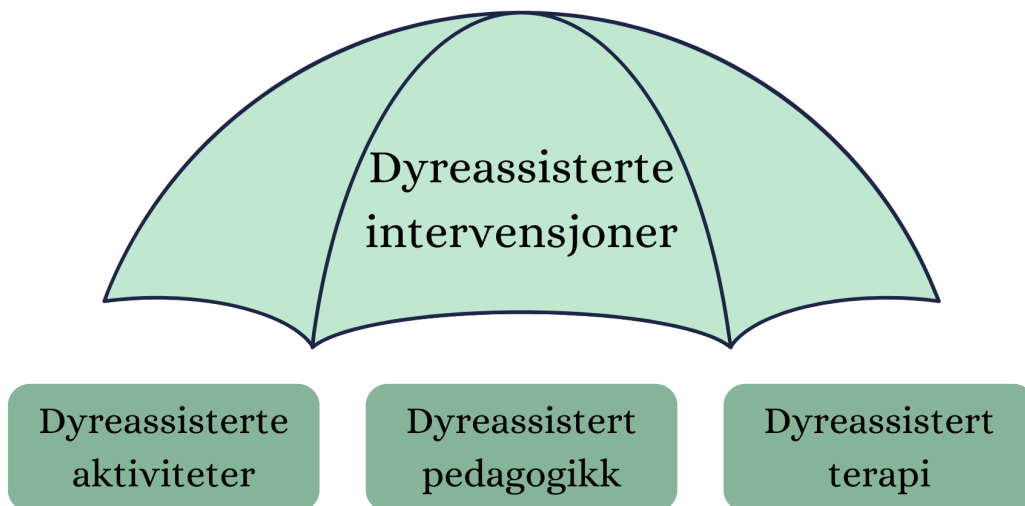 Dyreassisterte
intervensjoner
Dyreassisterte
aktiviteter
Dyreassistert
pedagogikk
Dyreassistert
terapi